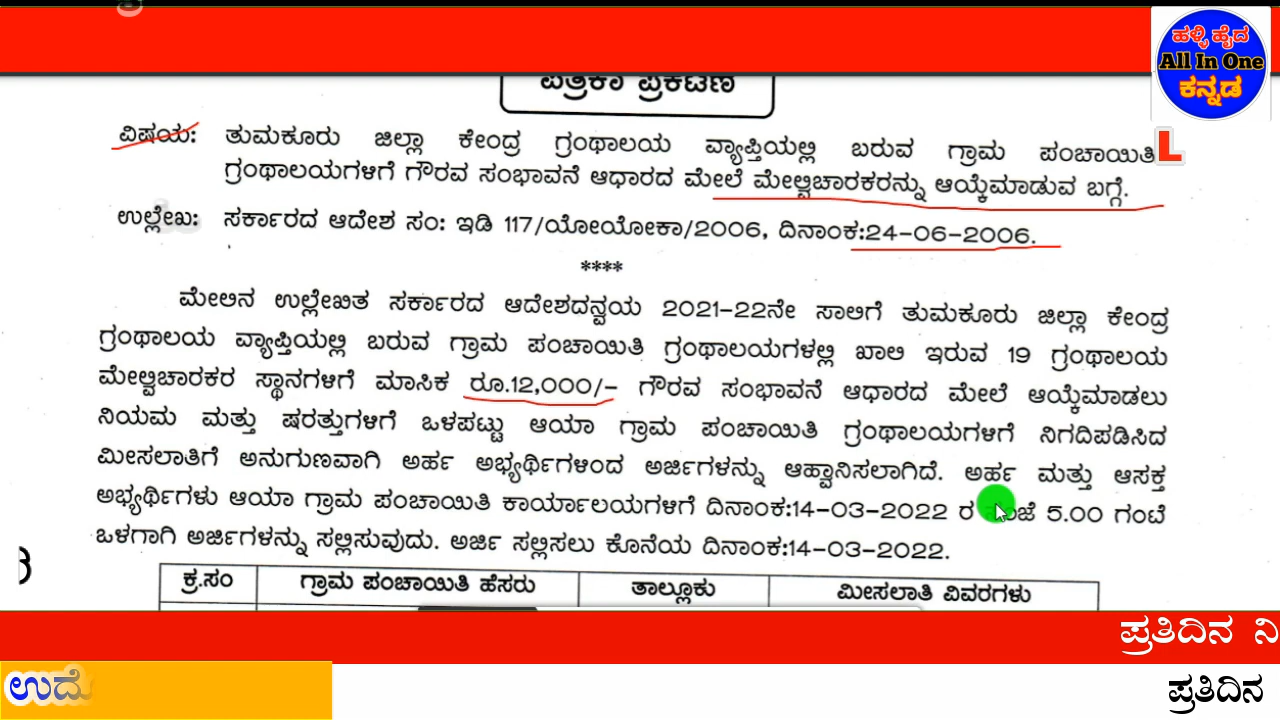 ಹಳ್ಳಿ ಹೈದ
All In One
ಕನ್ನಡ
ಪತ್ರಿಕಾ ಪ್ರಕಟಣೆ
ವಿಷಯ: ತುಮಕೂರು ಜಿಲ್ಲಾ ಕೇಂದ್ರ ಗ್ರಂಥಾಲಯ ವ್ಯಾಪ್ತಿಯಲ್ಲಿ ಬರುವ ಗ್ರಾಮ ಪಂಚಾಯಿತಿ
L
ಗ್ರಂಥಾಲಯಗಳಿಗೆ ಗೌರವ ಸಂಭಾವನೆ ಆಧಾರದ ಮೇಲೆ ಮೇಲ್ವಿಚಾರಕರನ್ನು ಆಯ್ಕೆಮಾಡುವ ಬಗ್ಗೆ.
ಉಲ್ಲೇಖ: ಸರ್ಕಾರದ ಆದೇಶ ಸಂ: ಇಡಿ 117/ಯೋಯೋಕಾ/2006, ದಿನಾಂಕ:24-06-2006.
****
ಮೇಲಿನ ಉಲ್ಲೇಖಿತ ಸರ್ಕಾರದ ಆದೇಶದನ್ವಯ 2021-22ನೇ ಸಾಲಿಗೆ ತುಮಕೂರು ಜಿಲ್ಲಾ ಕೇಂದ್ರ
ಗ್ರಂಥಾಲಯ ವ್ಯಾಪ್ತಿಯಲ್ಲಿ ಬರುವ ಗ್ರಾಮ ಪಂಚಾಯಿತಿ ಗ್ರಂಥಾಲಯಗಳಲ್ಲಿ ಖಾಲಿ ಇರುವ 19 ಗ್ರಂಥಾಲಯ
ಮೇಲ್ವಿಚಾರಕರ ಸ್ಥಾನಗಳಿಗೆ ಮಾಸಿಕ ರೂ.12,000/- ಗೌರವ ಸಂಭಾವನೆ ಆಧಾರದ ಮೇಲೆ ಆಯ್ಕೆಮಾಡಲು
ನಿಯಮ ಮತ್ತು ಷರತ್ತುಗಳಿಗೆ ಒಳಪಟ್ಟು ಆಯಾ ಗ್ರಾಮ ಪಂಚಾಯಿತಿ ಗ್ರಂಥಾಲಯಗಳಿಗೆ ನಿಗದಿಪಡಿಸಿದ
ಮೀಸಲಾತಿಗೆ ಅನುಗುಣವಾಗಿ ಅರ್ಹ ಅಭ್ಯರ್ಥಿಗಳಿಂದ ಅರ್ಜಿಗಳನ್ನು ಆಹ್ವಾನಿಸಲಾಗಿದೆ. ಅರ್ಹ ಮತ್ತು ಆಸಕ್ತ
ಅಭ್ಯರ್ಥಿಗಳು ಆಯಾ ಗ್ರಾಮ ಪಂಚಾಯಿತಿ ಕಾರ್ಯಾಲಯಗಳಿಗೆ ದಿನಾಂಕ:14-03-2022 ರ 5.00 ಗಂಟೆ
ಒಳಗಾಗಿ ಅರ್ಜಿಗಳನ್ನು ಸಲ್ಲಿಸುವುದು. ಅರ್ಜಿ ಸಲ್ಲಿಸಲು ಕೊನೆಯ ದಿನಾಂಕ:14-03-2022.
ಕ್ರ.ಸಂ ಗ್ರಾಮ ಪಂಚಾಯಿತಿ ಹೆಸರು ತಾಲ್ಲೂಕು ಮೀಸಲಾತಿ ವಿವರಗಳು
ಪ್ರತಿದಿನ ನಿ
ಪ್ರತಿದಿನ